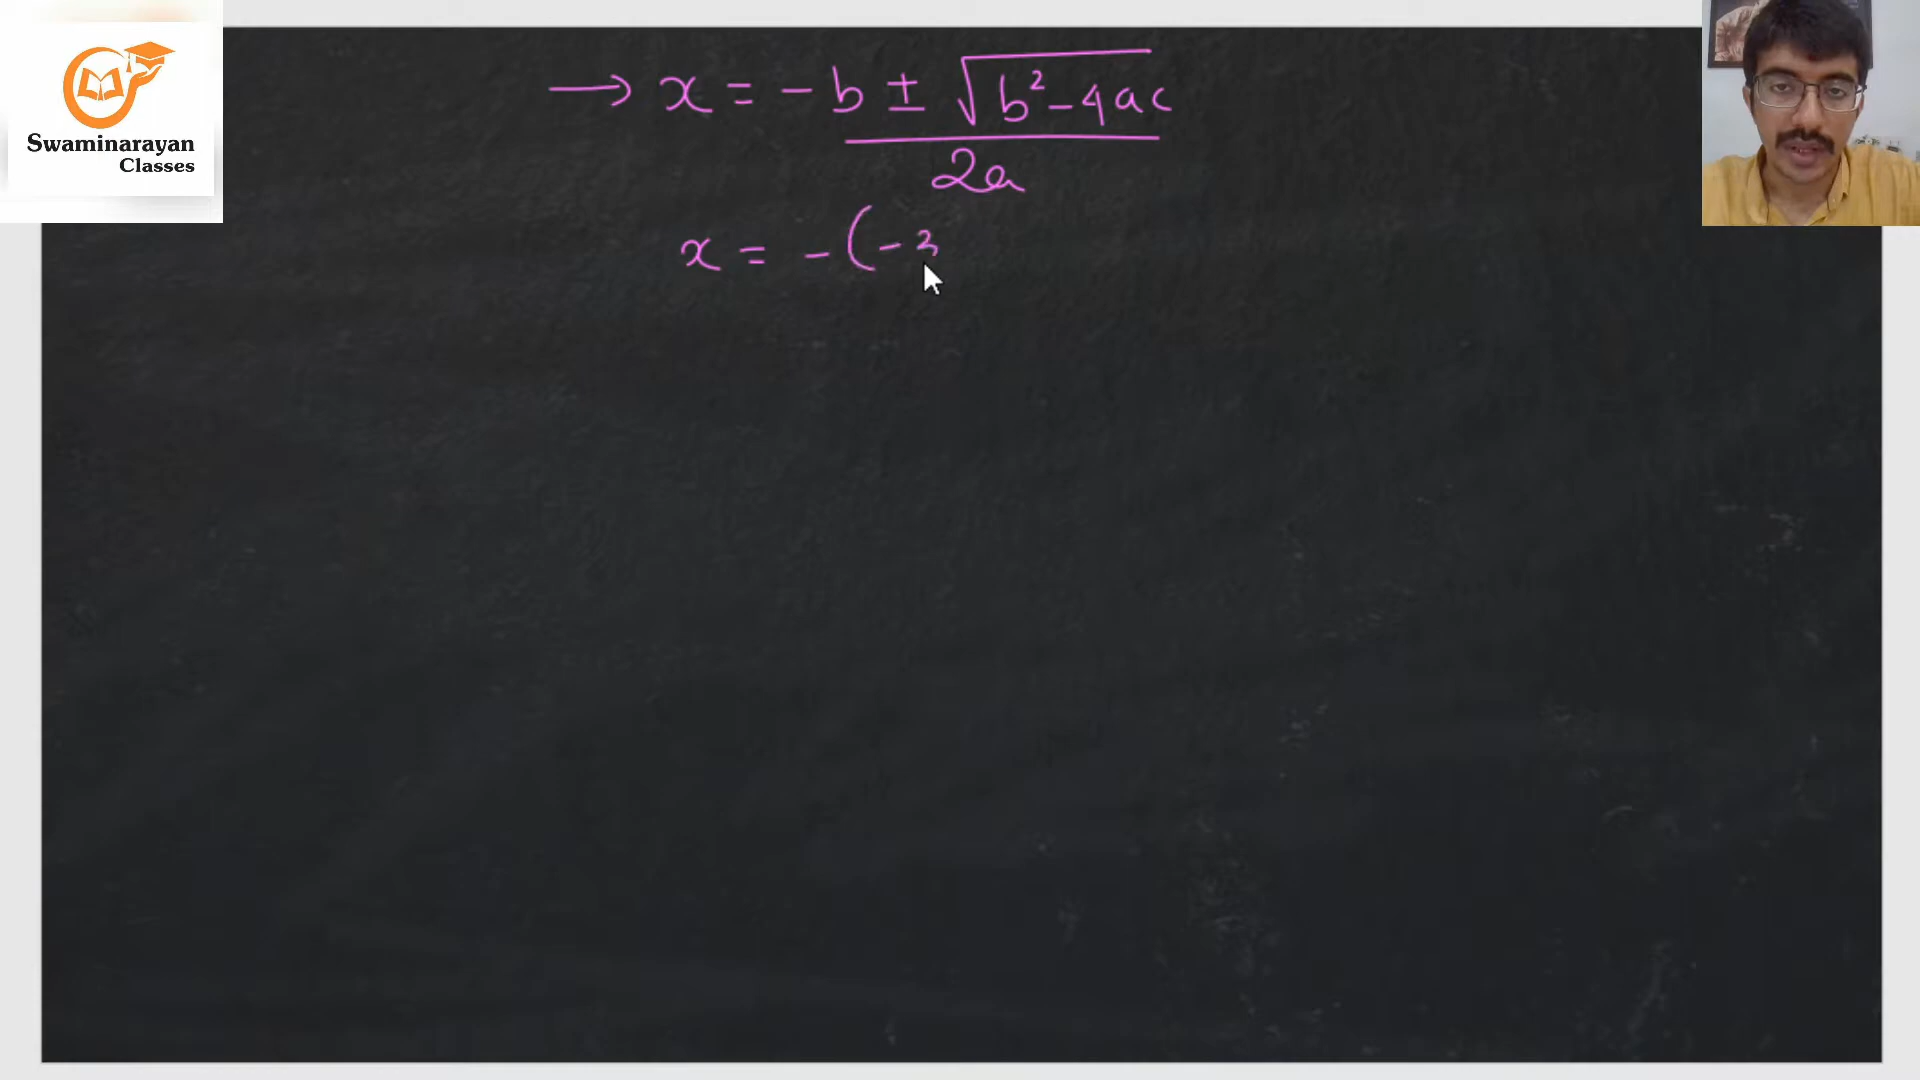 Swaminarayan
Classes
→ x = -b ± √b²-4ac
2a
x = -(-3